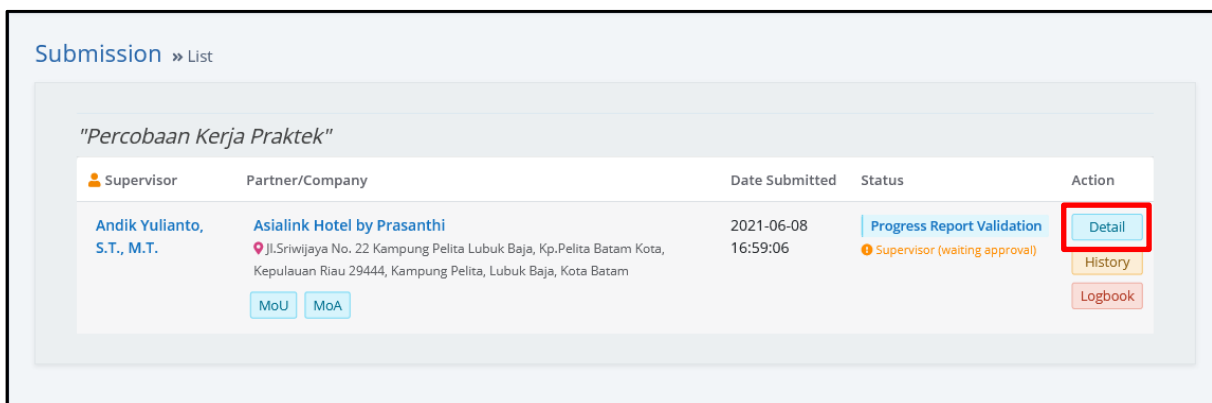 Submission » List
"Percobaan Kerja Praktek"
Supervisor Partner/Company Date Submitted Status Action
Andik Yulianto, S.T., M.T.
Asialink Hotel by Prasanthi
Jl.Sriwijaya No. 22 Kampung Pelita Lubuk Baja, Kp.Pelita Batam Kota,
Kepulauan Riau 29444, Kampung Pelita, Lubuk Baja, Kota Batam
MoU MoA
2021-06-08
16:59:06
Progress Report Validation
Supervisor (waiting approval)
Detail
History
Logbook